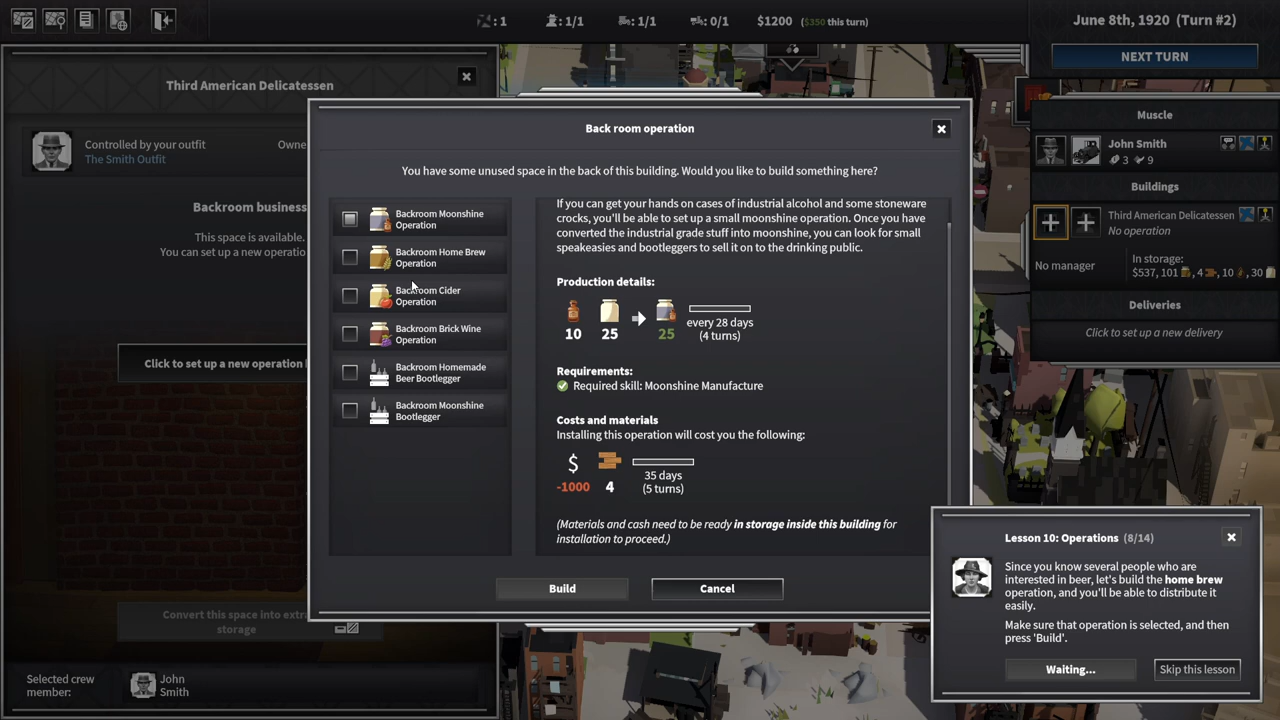 : 1
: 1/1
: 1/1
: 0/1
$1200 ($350 this turn)
June 8th, 1920 (Turn #2)
NEXT TURN
Third American Delicatessen
Controlled by your outfit
The Smith Outfit
Owne
Backroom business
This space is available.
You can set up a new operatio
Click to set up a new operation
Convert this space into extra
storage
Selected crew
member:
John
Smith
Back room operation
You have some unused space in the back of this building. Would you like to build something here?
Backroom Moonshine
Operation
Backroom Home Brew
Operation
Backroom Cider
Operation
Backroom Brick Wine
Operation
Backroom Homemade
Beer Bootlegger
Backroom Moonshine
Bootlegger
If you can get your hands on cases of industrial alcohol and some stoneware
crocks, you'll be able to set up a small moonshine operation. Once you have
converted the industrial grade stuff into moonshine, you can look for small
speakeasies and bootleggers to sell it on to the drinking public.
Production details:
10
25
25
every 28 days
(4 turns)
Requirements:
Required skill: Moonshine Manufacture
Costs and materials
Installing this operation will cost you the following:
$
-1000
4
35 days
(5 turns)
(Materials and cash need to be ready in storage inside this building for
installation to proceed.)
Build
Cancel
Muscle
John Smith
3
9
Buildings
Third American Delicatessen
No operation
No manager
In storage:
$537, 101, 4, 10, 30
Deliveries
Click to set up a new delivery
Lesson 10: Operations (8/14)
Since you know several people who are
interested in beer, let's build the home brew
operation, and you'll be able to distribute it
easily.
Make sure that operation is selected, and then
press 'Build'.
Waiting...
Skip this lesson